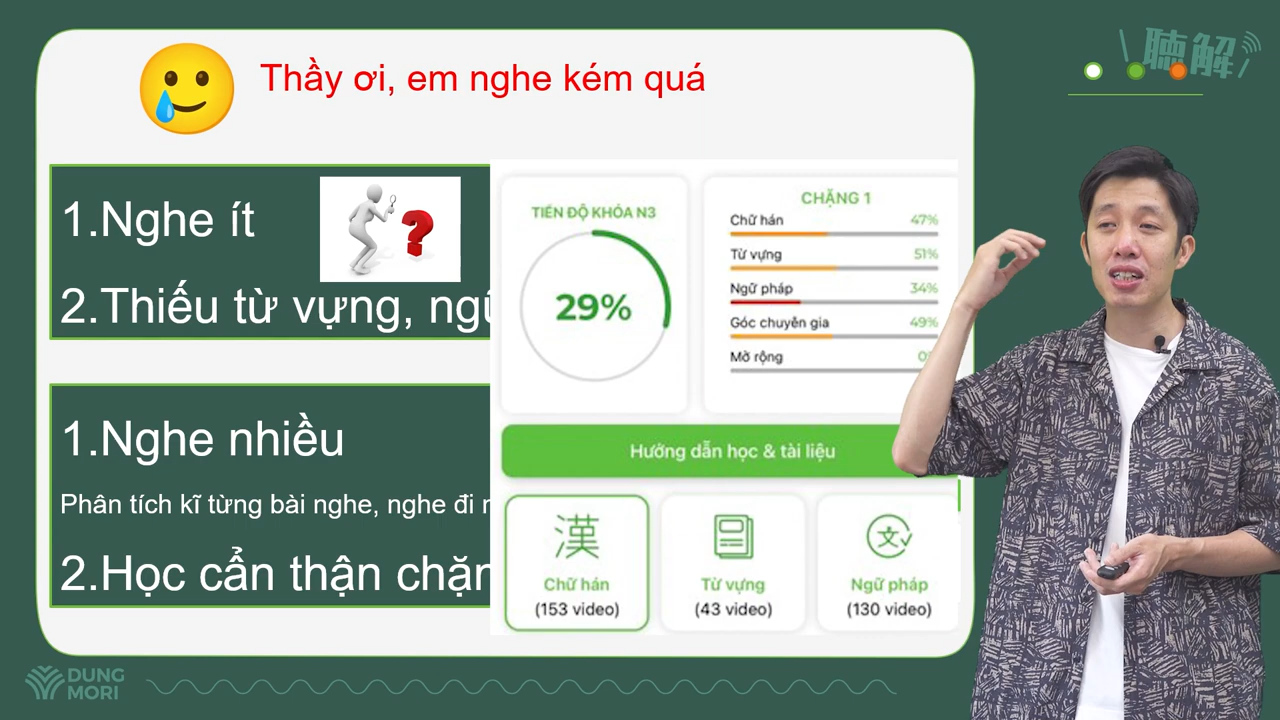 聴解
Thầy ơi, em nghe kém quá
1.Nghe ít
2.Thiếu từ vựng, ngữ
1.Nghe nhiều
Phân tích kĩ từng bài nghe, nghe đi
2.Học cẩn thận chặn
TIẾN ĐỘ KHÓA N3
29%
CHẶNG 1
Chữ hán 47%
Từ vựng 51%
Ngữ pháp 34%
Góc chuyên gia 49%
Mở rộng
Hướng dẫn học & tài liệu
漢
Chữ hán
(153 video)
Từ vựng
(43 video)
文
Ngữ pháp
(130 video)
DUNG
MORI